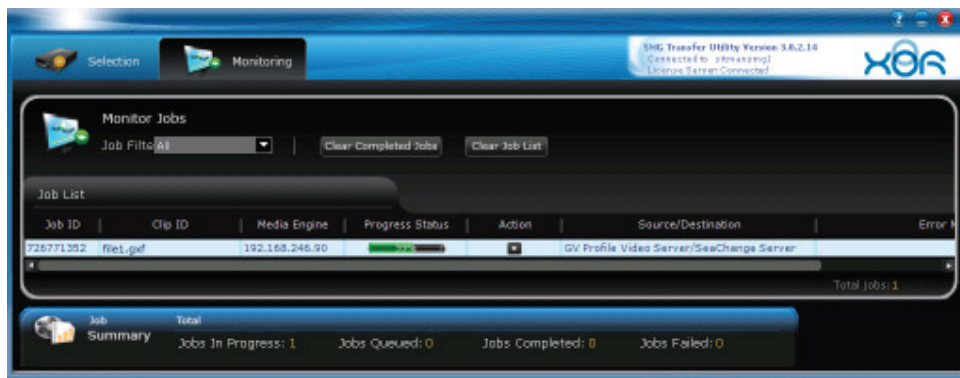 ?
Selection
Monitoring
SMG Transfer Utility Version 3.0.2.14
Connected to
License Server Connected
XOR
Monitor Jobs
Job Filte All
Clear Completed Jobs
Clear Job List
Job List
Job ID Clip ID Media Engine Progress Status Action Source/Destination Error
726771352 file1.gxf 192.168.246.90 GV Profile Video Server/SeaChange Server
Total Jobs: 1
Job Summary
Total
Jobs In Progress: 1 Jobs Queued: 0 Jobs Completed: 0 Jobs Failed: 0